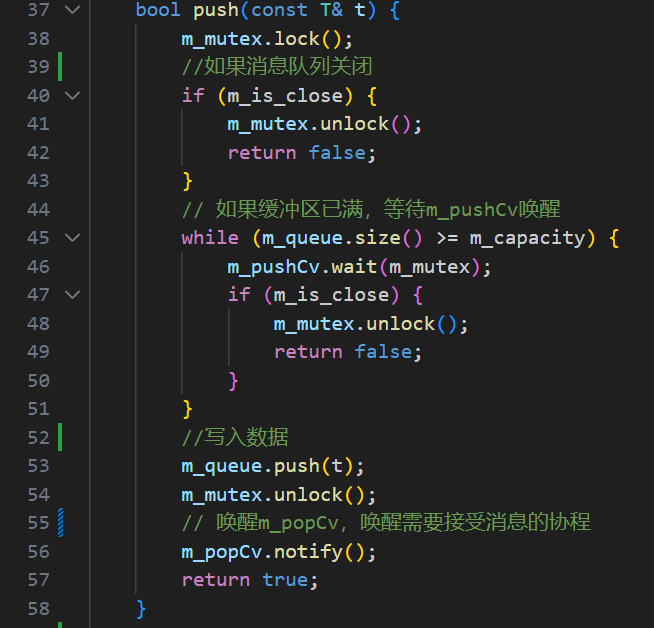 37 bool push(const T& t) {
38 m_mutex.lock();
39 //如果消息队列关闭
40 if (m_is_close) {
41 m_mutex.unlock();
42 return false;
43 }
44 // 如果缓冲区已满，等待m_pushCv唤醒
45 while (m_queue.size() >= m_capacity) {
46 m_pushCv.wait(m_mutex);
47 if (m_is_close) {
48 m_mutex.unlock();
49 return false;
50 }
51 }
52 //写入数据
53 m_queue.push(t);
54 m_mutex.unlock();
55 // 唤醒m_popCv，唤醒需要接受消息的协程
56 m_popCv.notify();
57 return true;
58 }